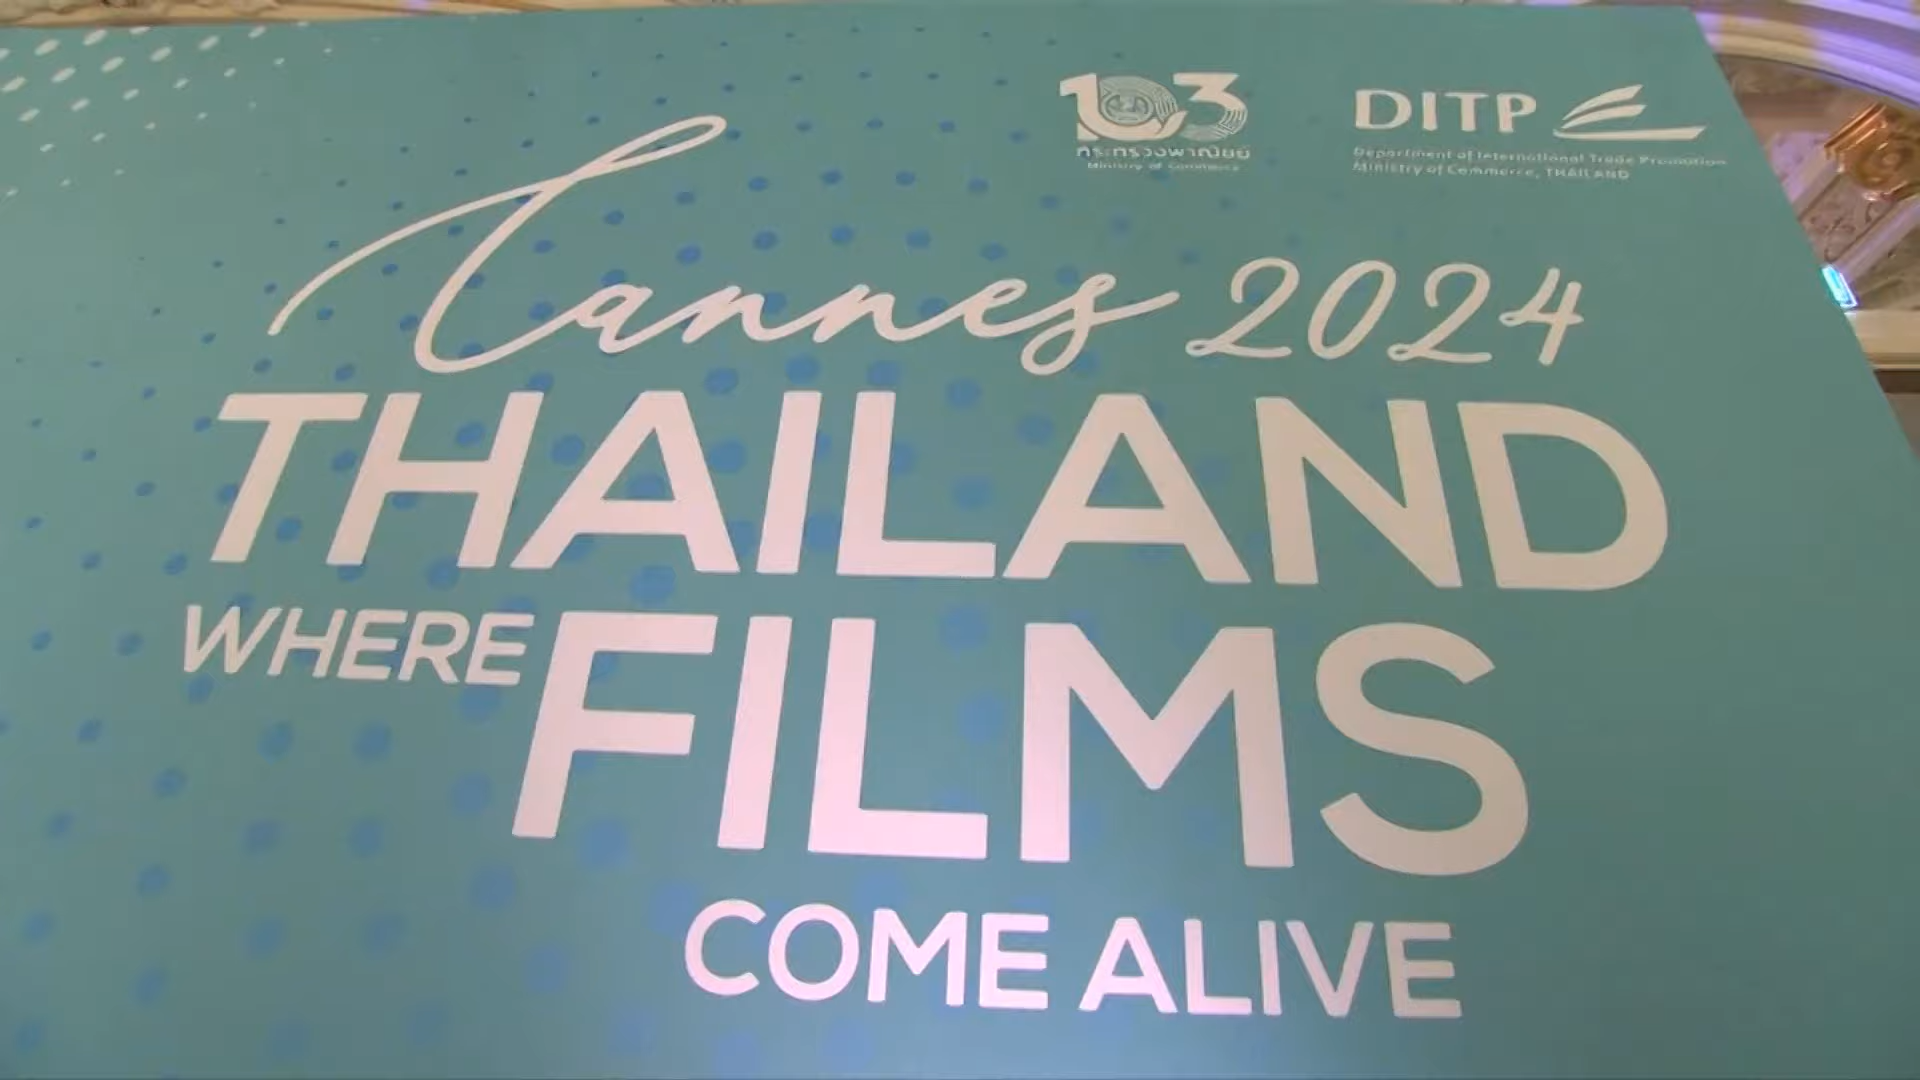 103
กระทรวงพาณิชย์
Ministry of Commerce
DITP
Department of International Trade Promotion
Ministry of Commerce, THAILAND
Cannes 2024
THAILAND
WHERE FILMS
COME ALIVE